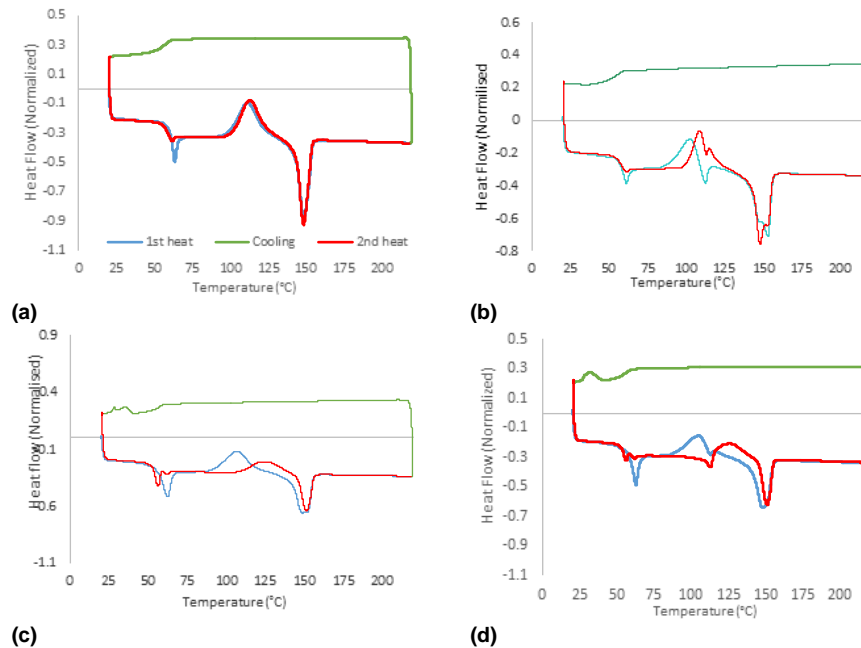 0.5
0.3
0.1
-0.1
-0.3
-0.5
-0.7
-0.9
-1.1
Heat Flow (Normalized)
1st heat Cooling 2nd heat
0 25 50 75 100 125 150 175 200
Temperature (°C)
(a)
0.6
0.4
0.2
0
-0.2
-0.4
-0.6
-0.8
Heat Flow (Normilised
0 25 50 75 100 125 150 175 200
Temperature (°C)
(b)
0.9
0.4
-0.1
-0.6
-1.1
Heat flow (Normalised)
0 25 50 75 100 125 150 175 200
Temperature (°C)
(c)
0.5
0.3
0.1
-0.1
-0.3
-0.5
-0.7
-0.9
-1.1
Heat Flow (Normalized)
0 25 50 75 100 125 150 175 200
Temperature (°C)
(d)